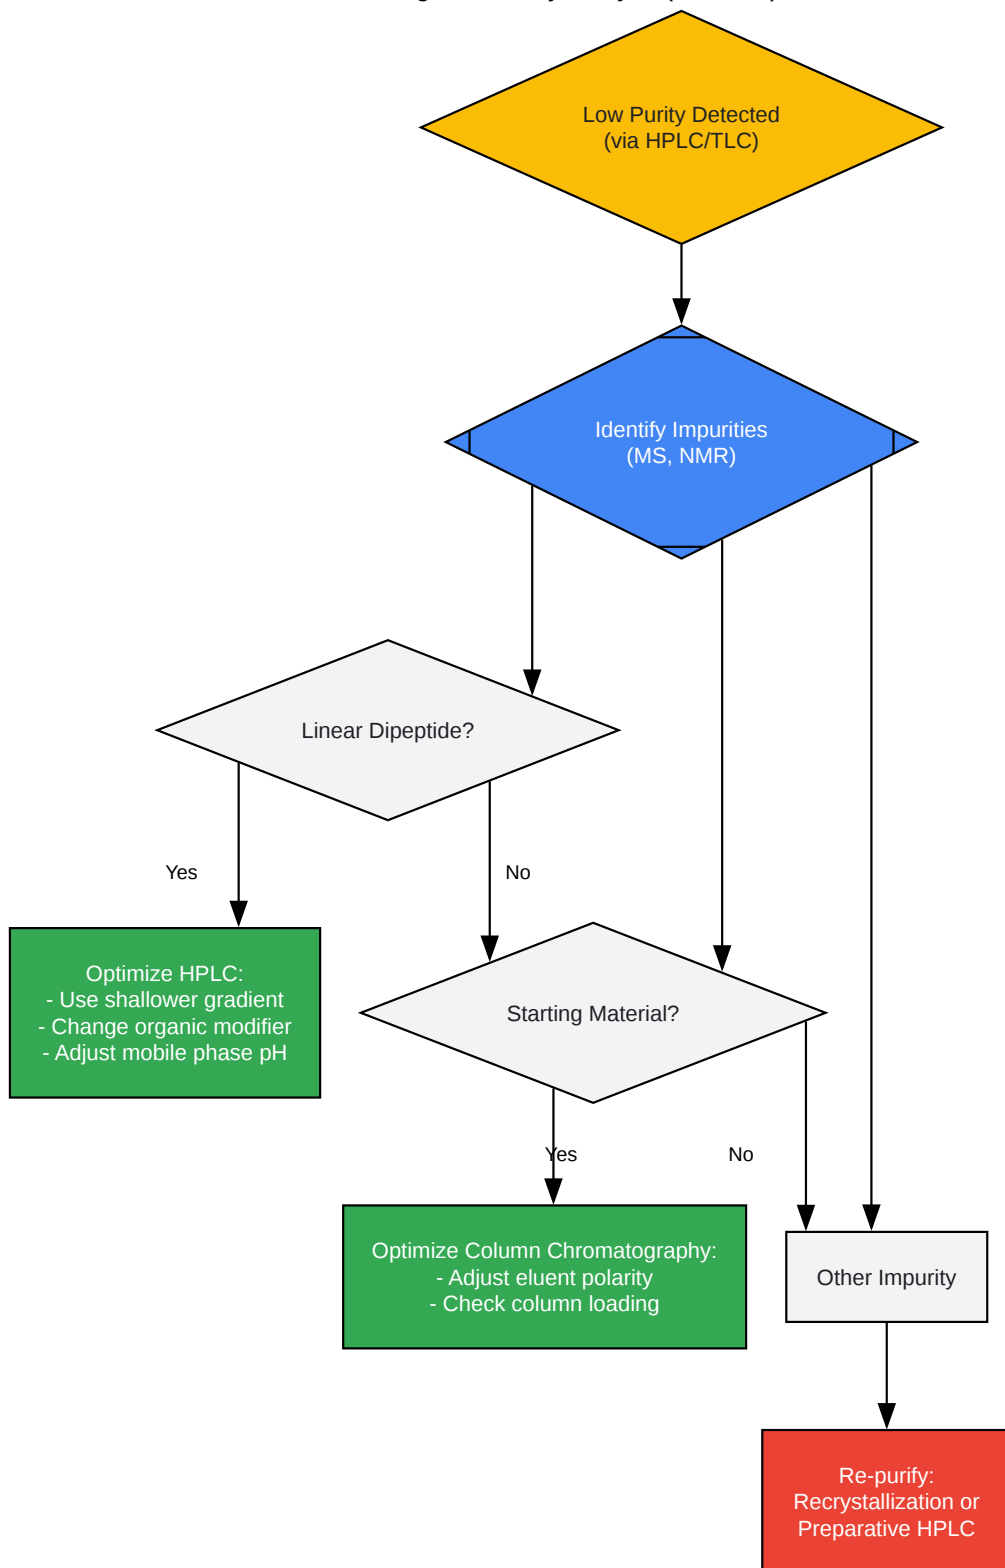 Low Purity Detected
(via HPLC/TLC)
Identify Impurities
(MS, NMR)
Linear Dipeptide?
Yes
No
Optimize HPLC:
- Use shallower gradient
- Change organic modifier
- Adjust mobile phase pH
Starting Material?
Yes
No
Optimize Column Chromatography:
- Adjust eluent polarity
- Check column loading
Other Impurity
Re-purify:
Recrystallization or
Preparative HPLC